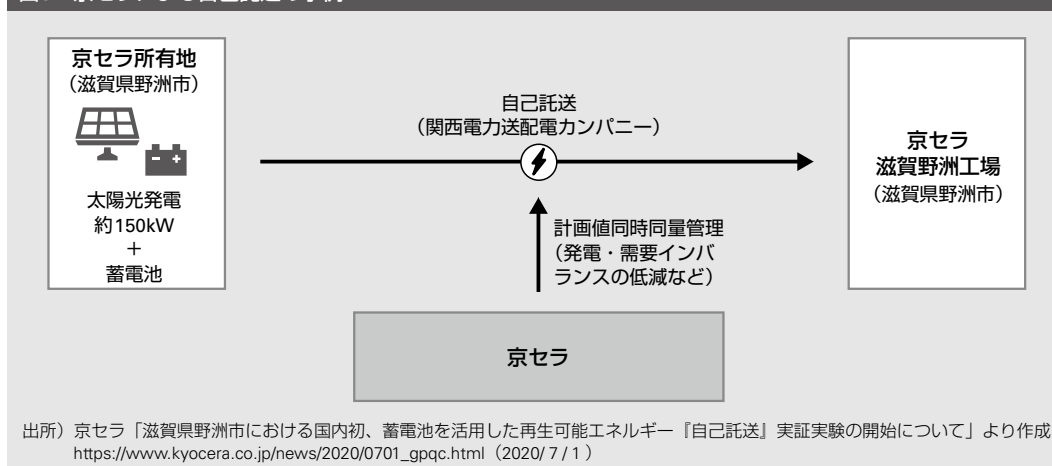 京セラ所有地
（滋賀県野洲市）
太陽光発電
約150kW
＋
蓄電池
自己託送
（関西電力送配電カンパニー）
計画値同時同量管理
（発電・需要インバ
ランスの低減など）
京セラ
滋賀野洲工場
（滋賀県野洲市）
京セラ
出所）京セラ「滋賀県野洲市における国内初、蓄電池を活用した再生可能エネルギー『自己託送』実証実験の開始について」より作成
https://www.kyocera.co.jp/news/2020/0701_gpqc.html（2020/7/1）